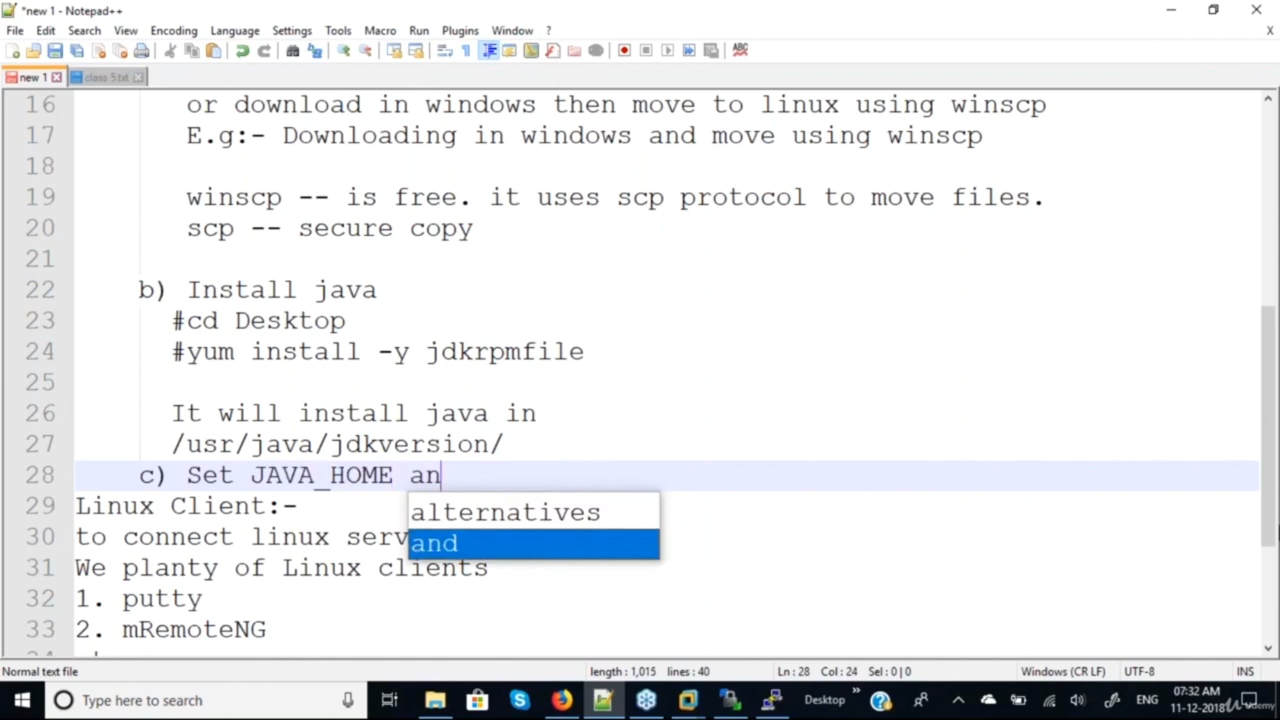 *new 1 - Notepad++
File Edit Search View Encoding Language Settings Tools Macro Run Plugins Window ?
X
ABC
new 1 class 5.txt
16 or download in windows then move to linux using winscp
17 E.g:- Downloading in windows and move using winscp
18
19 winscp -- is free. it uses scp protocol to move files.
20 scp -- secure copy
21
22 b) Install java
23 #cd Desktop
24 #yum install -y jdkrpmfile
25
26 It will install java in
27 /usr/java/jdkversion/
28 c) Set JAVA_HOME an
alternatives
29 Linux Client:-
30 to connect linux serv
and
31 We planty of Linux clients
32 1. putty
33 2. mRemoteNG
Normal text file length : 1,015 lines : 40 Ln : 28 Col : 24 Sel : 0 | 0 Windows (CR LF) UTF-8 INS
Type here to search Desktop ENG 07:32 AM
11-12-2018
Udemy